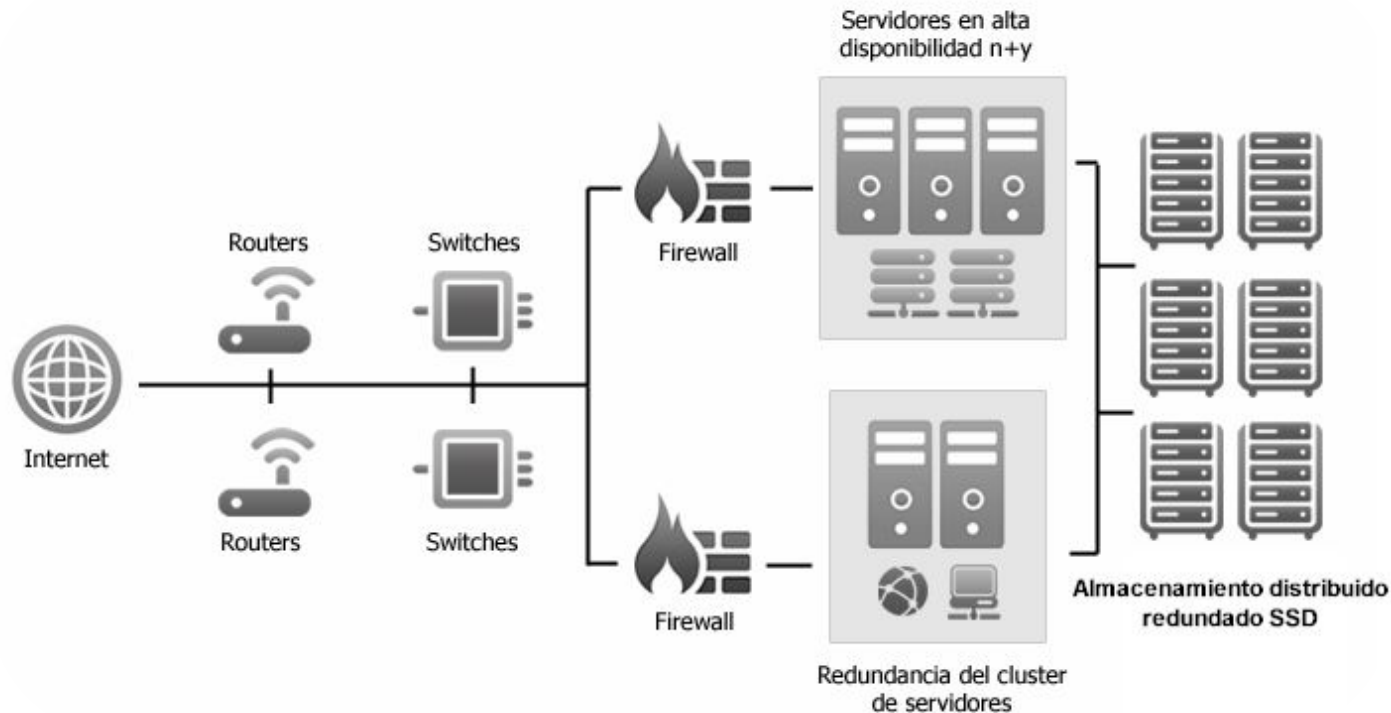 Servidores en alta
disponibilidad n+y
Routers
Switches
Firewall
Internet
Routers
Switches
Firewall
Almacenamiento distribuido
redundado SSD
Redundancia del cluster
de servidores